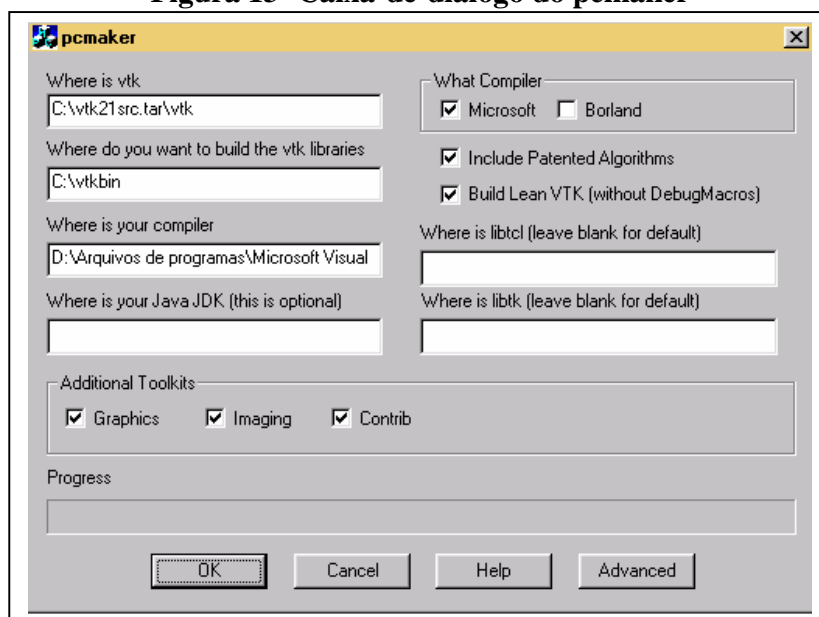 Figura 13- Caixa-de-diálogo do pcmaker
pcmaker
Where is vtk
C:\vtk21src.tar\vtk
Where do you want to build the vtk libraries
C:\vtkbin
Where is your compiler
D:\Arquivos de programas\Microsoft Visual
Where is your Java JDK (this is optional)
What Compiler
Microsoft
Borland
Include Patented Algorithms
Build Lean VTK (without DebugMacros)
Where is libtcl (leave blank for default)
Where is libtk (leave blank for default)
Additional Toolkits
Graphics
Imaging
Contrib
Progress
OK
Cancel
Help
Advanced